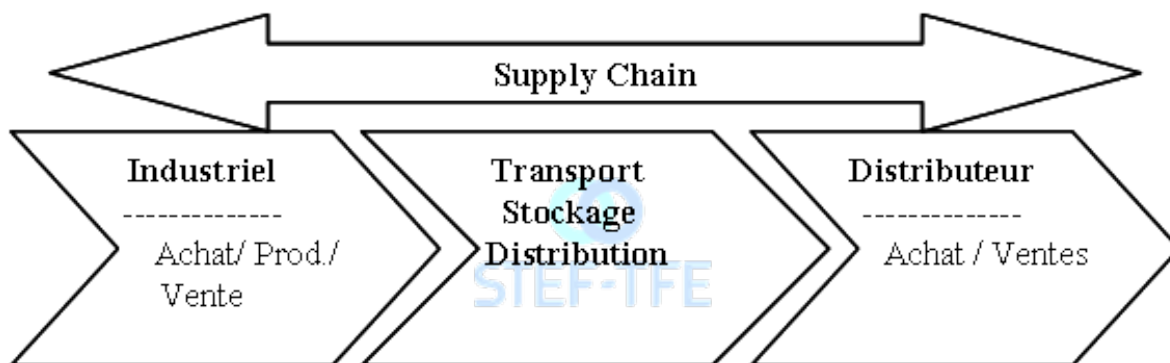 Supply Chain
Industriel
--------------
Achat/ Prod./
Vente
Transport
Stockage
Distribution
STEF-TFE
Distributeur
--------------
Achat / Ventes